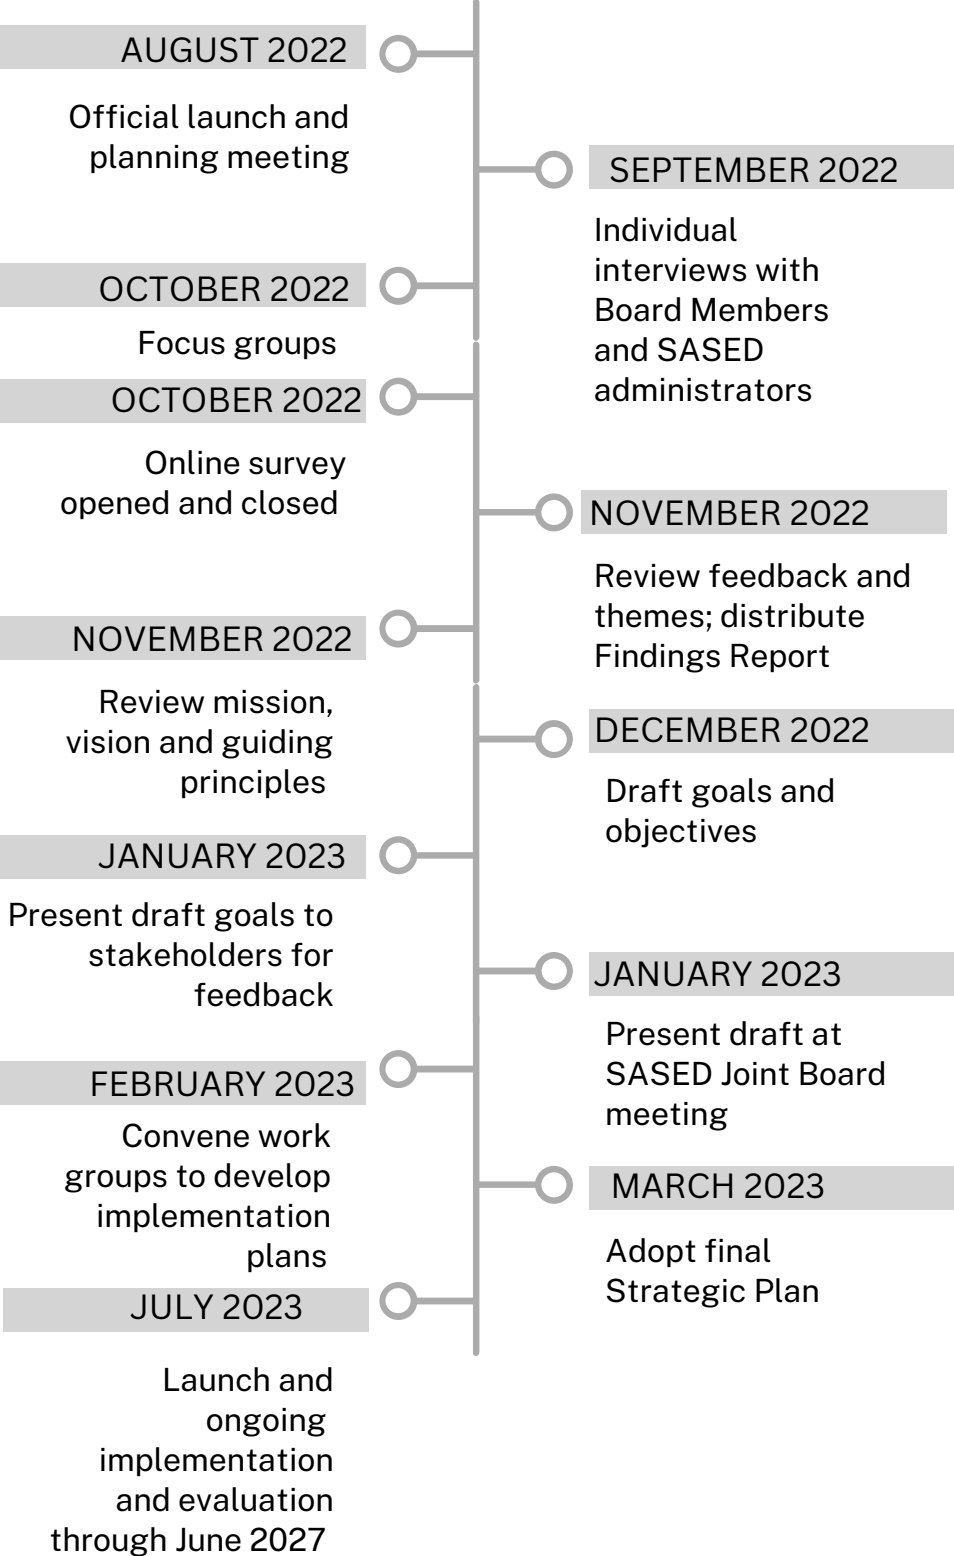 AUGUST 2022
Official launch and
planning meeting
SEPTEMBER 2022
Individual
interviews with
Board Members
and SASED
administrators
OCTOBER 2022
Focus groups
OCTOBER 2022
Online survey
opened and closed
NOVEMBER 2022
Review feedback and
themes; distribute
Findings Report
NOVEMBER 2022
Review mission,
vision and guiding
principles
DECEMBER 2022
Draft goals and
objectives
JANUARY 2023
Present draft goals to
stakeholders for
feedback
JANUARY 2023
Present draft at
SASED Joint Board
meeting
FEBRUARY 2023
Convene work
groups to develop
implementation
plans
MARCH 2023
Adopt final
Strategic Plan
JULY 2023
Launch and
ongoing
implementation
and evaluation
through June 2027